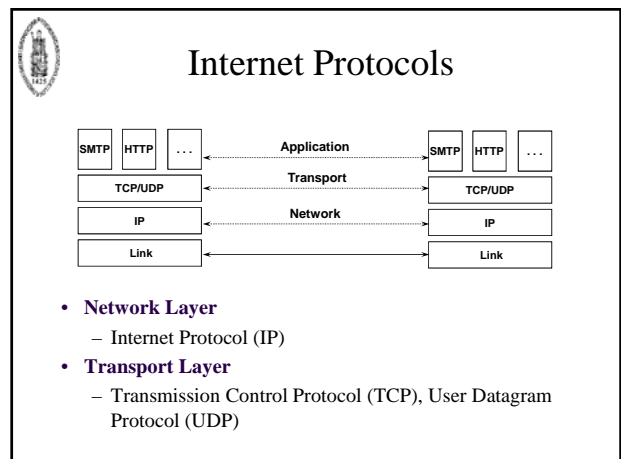 1425
Internet Protocols
SMTP HTTP ... Application SMTP HTTP ...
TCP/UDP Transport TCP/UDP
IP Network IP
Link Link
• Network Layer
– Internet Protocol (IP)
• Transport Layer
– Transmission Control Protocol (TCP), User Datagram
Protocol (UDP)